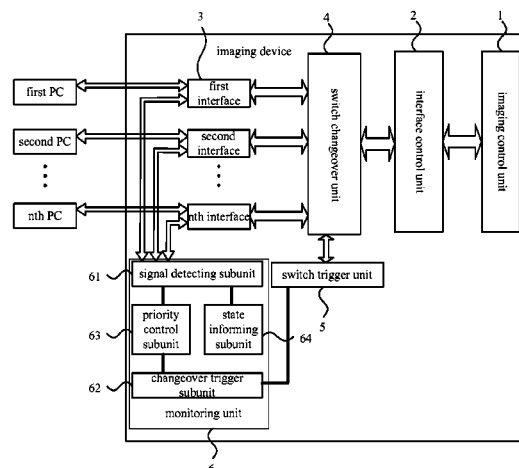 3
4
2
1
imaging device
first PC
first
interface
second PC
second
interface
nth PC
nth interface
switch changeover unit
interface control unit
imaging control unit
61
signal detecting subunit
switch trigger unit
5
63
priority
control
subunit
state
informing
subunit
64
62
changeover trigger
subunit
monitoring unit
6